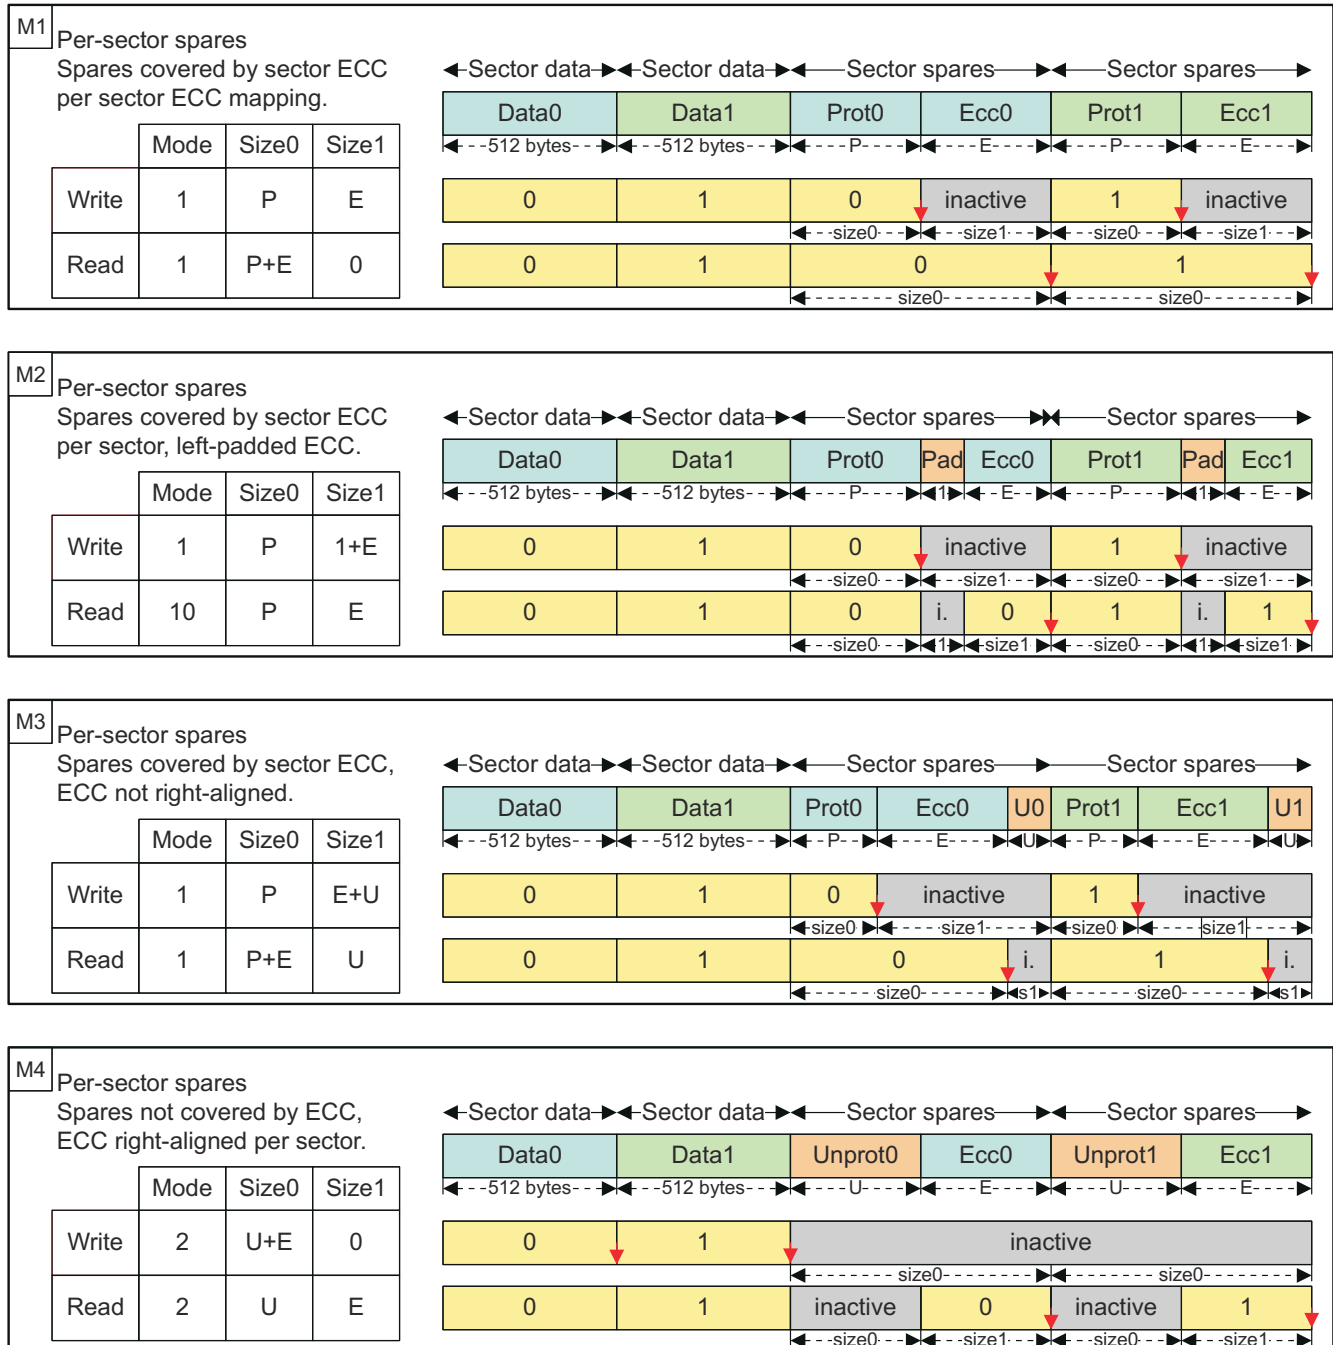 M1
Per-sector spares
Spares covered by sector ECC
per sector ECC mapping.
Mode Size0 Size1
Write 1 P E
Read 1 P+E 0
Sector data Sector data Sector spares Sector spares
Data0 Data1 Prot0 Ecc0 Prot1 Ecc1
512 bytes 512 bytes P E P E
0 1 0 inactive 1 inactive
size0 size1 size0 size1
0 1 0 1
size0 size0
M2
Per-sector spares
Spares covered by sector ECC
per sector, left-padded ECC.
Mode Size0 Size1
Write 1 P 1+E
Read 10 P E
Sector data Sector data Sector spares Sector spares
Data0 Data1 Prot0 Pad Ecc0 Prot1 Pad Ecc1
512 bytes 512 bytes P 1 E P 1 E
0 1 0 inactive 1 inactive
size0 size1 size0 size1
0 1 0 i. 0 1 i. 1
size0 1 size1 size0 1 size1
M3
Per-sector spares
Spares covered by sector ECC,
ECC not right-aligned.
Mode Size0 Size1
Write 1 P E+U
Read 1 P+E U
Sector data Sector data Sector spares Sector spares
Data0 Data1 Prot0 Ecc0 U0 Prot1 Ecc1 U1
512 bytes 512 bytes P E U P E U
0 1 0 inactive 1 inactive
size0 size1 size0 size1
0 1 0 i. 1 i.
size0 s1 size0 s1
M4
Per-sector spares
Spares not covered by ECC,
ECC right-aligned per sector.
Mode Size0 Size1
Write 2 U+E 0
Read 2 U E
Sector data Sector data Sector spares Sector spares
Data0 Data1 Unprot0 Ecc0 Unprot1 Ecc1
512 bytes 512 bytes U E U E
0 1 inactive
size0 size0
0 1 inactive 0 inactive 1
size0 size1 size0 size1